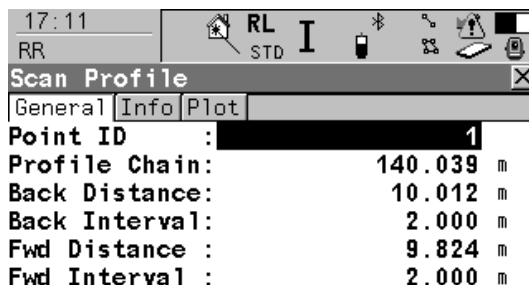 17:11
RR
RL
STD
I
Scan Profile
General Info Plot
Point ID : 1
Profile Chain: 140.039 m
Back Distance: 10.012 m
Back Interval: 2.000 m
Fwd Distance : 9.824 m
Fwd Interval : 2.000 m